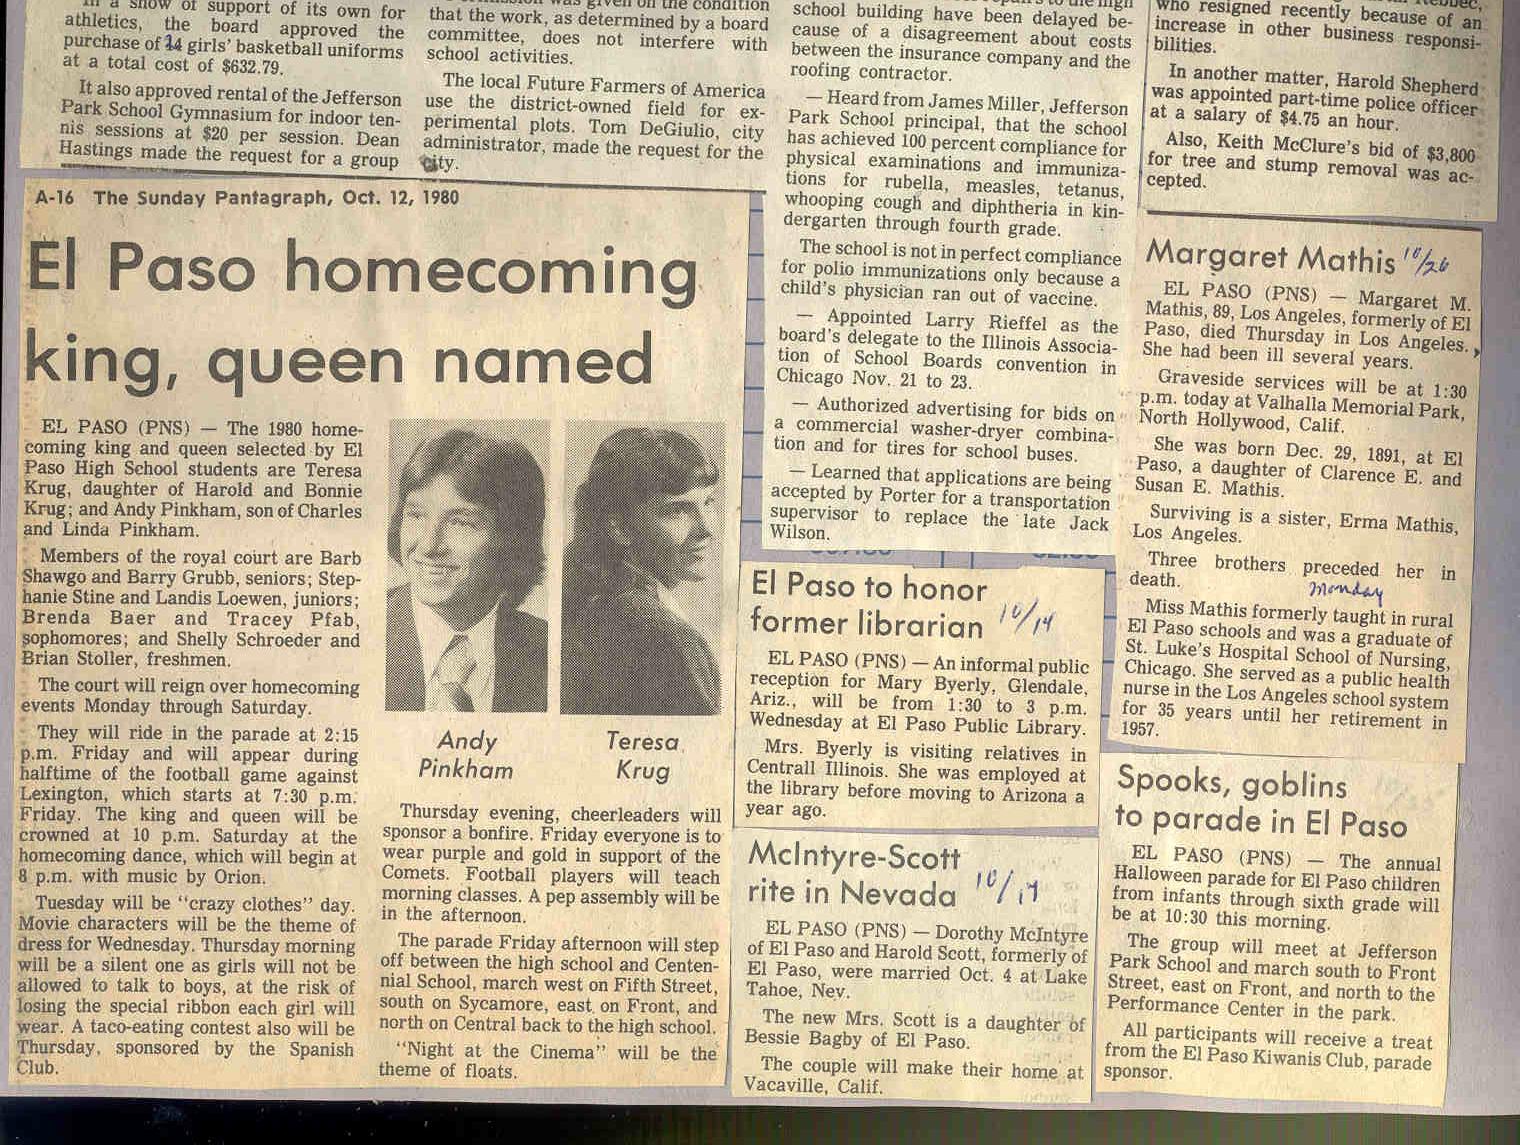 In a show of support of its own for
athletics, the board approved the
purchase of 24 girls' basketball uniforms
at a total cost of $632.79.
It also approved rental of the Jefferson
Park School Gymnasium for indoor ten-
nis sessions at $20 per session. Dean
Hastings made the request for a group
was given on the condition
that the work, as determined by a board
committee, does not interfere with
school activities.
The local Future Farmers of America
use the district-owned field for ex-
perimental plots. Tom DeGiulio, city
administrator, made the request for the
city.
to the high
school building have been delayed be-
cause of a disagreement about costs
between the insurance company and the
roofing contractor.
— Heard from James Miller, Jefferson
Park School principal, that the school
has achieved 100 percent compliance for
physical examinations and immuniza-
tions for rubella, measles, tetanus,
whooping cough and diphtheria in kin-
dergarten through fourth grade.
The school is not in perfect compliance
for polio immunizations only because a
child's physician ran out of vaccine.
— Appointed Larry Rieffel as the
board's delegate to the Illinois Associa-
tion of School Boards convention in
Chicago Nov. 21 to 23.
— Authorized advertising for bids on
a commercial washer-dryer combina-
tion and for tires for school buses.
— Learned that applications are being
accepted by Porter for a transportation
supervisor to replace the late Jack
Wilson.
who resigned recently because of an
increase in other business responsi-
bilities.
In another matter, Harold Shepherd
was appointed part-time police officer
at a salary of $4.75 an hour.
Also, Keith McClure's bid of $3,800
for tree and stump removal was ac-
cepted.
A-16 The Sunday Pantagraph, Oct. 12, 1980
El Paso homecoming
king, queen named
EL PASO (PNS) — The 1980 home-
coming king and queen selected by El
Paso High School students are Teresa
Krug, daughter of Harold and Bonnie
Krug; and Andy Pinkham, son of Charles
and Linda Pinkham.
Members of the royal court are Barb
Shawgo and Barry Grubb, seniors; Step-
hanie Stine and Landis Loewen, juniors;
Brenda Baer and Tracey Pfab,
sophomores; and Shelly Schroeder and
Brian Stoller, freshmen.
The court will reign over homecoming
events Monday through Saturday.
They will ride in the parade at 2:15
p.m. Friday and will appear during
halftime of the football game against
Lexington, which starts at 7:30 p.m.
Friday. The king and queen will be
crowned at 10 p.m. Saturday at the
homecoming dance, which will begin at
8 p.m. with music by Orion.
Tuesday will be "crazy clothes" day.
Movie characters will be the theme of
dress for Wednesday. Thursday morning
will be a silent one as girls will not be
allowed to talk to boys, at the risk of
losing the special ribbon each girl will
wear. A taco-eating contest also will be
Thursday, sponsored by the Spanish
Club.
Andy
Pinkham
Teresa
Krug
Thursday evening, cheerleaders will
sponsor a bonfire. Friday everyone is to
wear purple and gold in support of the
Comets. Football players will teach
morning classes. A pep assembly will be
in the afternoon.
The parade Friday afternoon will step
off between the high school and Centen-
nial School, march west on Fifth Street,
south on Sycamore, east on Front, and
north on Central back to the high school.
"Night at the Cinema" will be the
theme of floats.
El Paso to honor
former librarian 10/14
EL PASO (PNS) — An informal public
reception for Mary Byerly, Glendale,
Ariz., will be from 1:30 to 3 p.m.
Wednesday at El Paso Public Library.
Mrs. Byerly is visiting relatives in
Centrall Illinois. She was employed at
the library before moving to Arizona a
year ago.
McIntyre-Scott
rite in Nevada 10/19
EL PASO (PNS) — Dorothy McIntyre
of El Paso and Harold Scott, formerly of
El Paso, were married Oct. 4 at Lake
Tahoe, Nev.
The new Mrs. Scott is a daughter of
Bessie Bagby of El Paso.
The couple will make their home at
Vacaville, Calif.
Margaret Mathis 10/26
EL PASO (PNS) — Margaret M.
Mathis, 89, Los Angeles, formerly of El
Paso, died Thursday in Los Angeles.
She had been ill several years.
Graveside services will be at 1:30
p.m. today at Valhalla Memorial Park,
North Hollywood, Calif.
She was born Dec. 29, 1891, at El
Paso, a daughter of Clarence E. and
Susan E. Mathis.
Surviving is a sister, Erma Mathis,
Los Angeles.
Three brothers preceded her in
death.
Monday
Miss Mathis formerly taught in rural
El Paso schools and was a graduate of
St. Luke's Hospital School of Nursing,
Chicago. She served as a public health
nurse in the Los Angeles school system
for 35 years until her retirement in
1957.
Spooks, goblins
to parade in El Paso
EL PASO (PNS) — The annual
Halloween parade for El Paso children
from infants through sixth grade will
be at 10:30 this morning.
The group will meet at Jefferson
Park School and march south to Front
Street, east on Front, and north to the
Performance Center in the park.
All participants will receive a treat
from the El Paso Kiwanis Club, parade
sponsor.